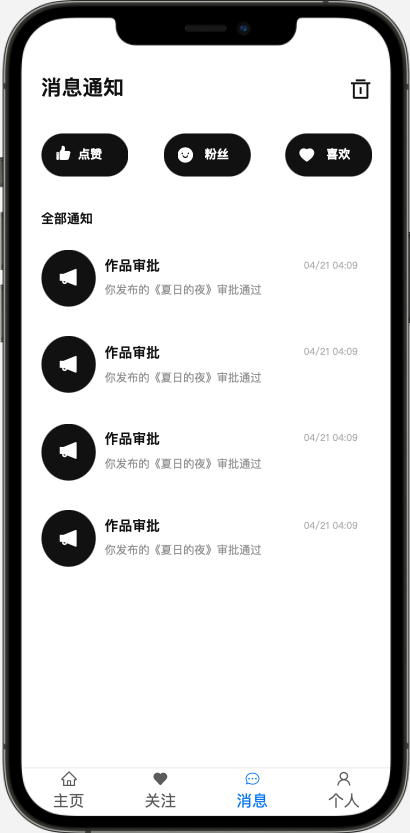 消息通知
点赞 粉丝 喜欢
全部通知
作品审批 04/21 04:09
你发布的《夏日的夜》审批通过
作品审批 04/21 04:09
你发布的《夏日的夜》审批通过
作品审批 04/21 04:09
你发布的《夏日的夜》审批通过
作品审批 04/21 04:09
你发布的《夏日的夜》审批通过
主页 关注 消息 个人